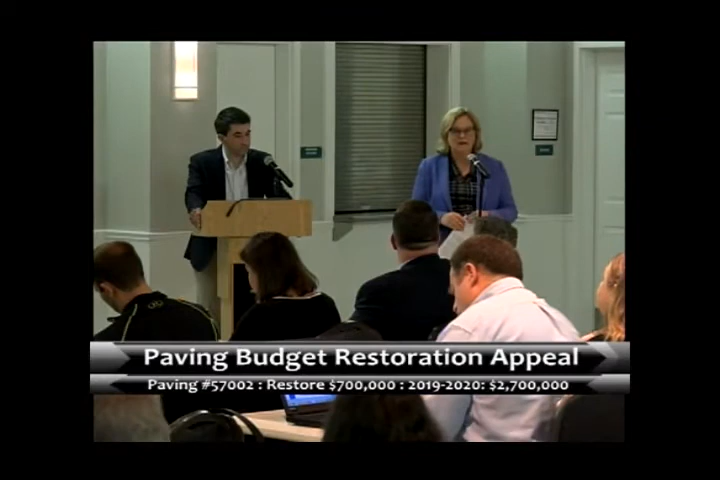 Paving Budget Restoration Appeal
Paving #57002 : Restore $700,000 : 2019-2020: $2,700,000